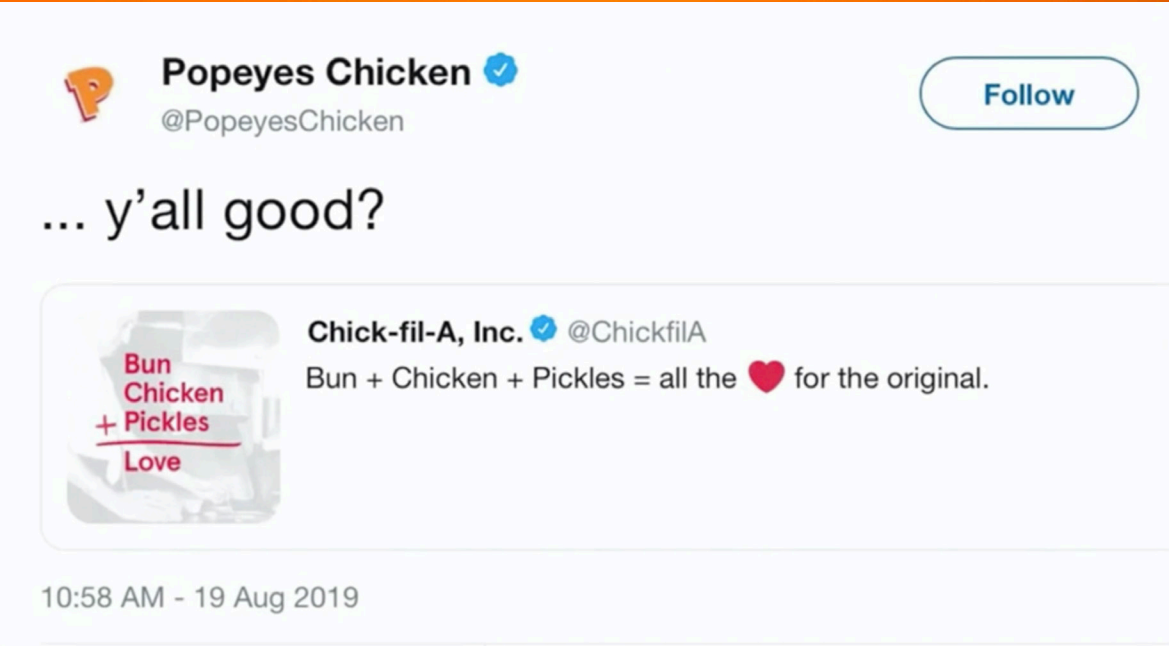 P
Popeyes Chicken
@PopeyesChicken
Follow
... y’all good?
Bun
Chicken
+ Pickles
Love
Chick-fil-A, Inc. @ChickfilA
Bun + Chicken + Pickles = all the ❤️ for the original.
10:58 AM - 19 Aug 2019